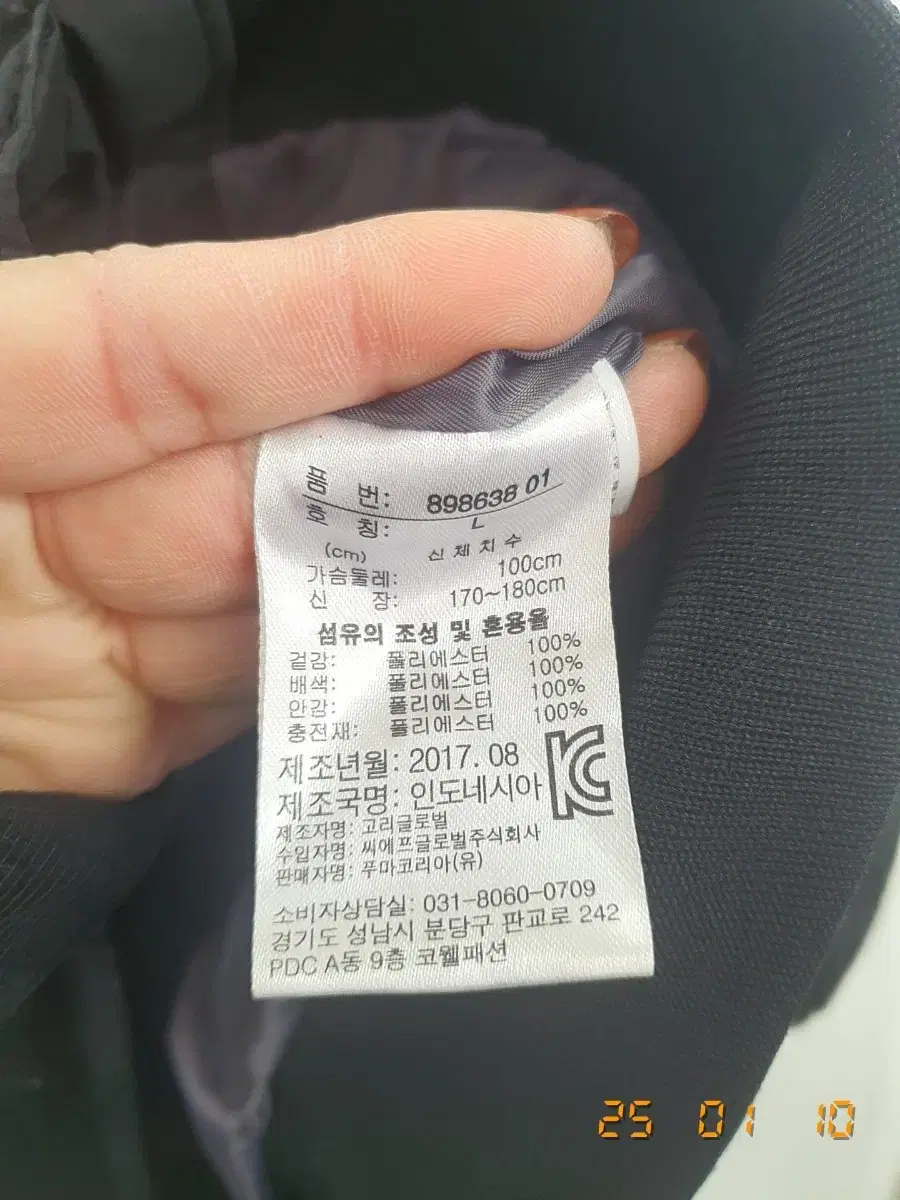 품 번: 898638 01
호 칭: L
(cm) 신체치수
가슴둘레: 100cm
신 장: 170~180cm
섬유의 조성 및 혼용율
겉감: 폴리에스터 100%
배색: 폴리에스터 100%
안감: 폴리에스터 100%
충전재: 폴리에스터 100%
제조년월: 2017. 08
제조국명: 인도네시아
제조자명: 고리글로벌
수입자명: 씨에프글로벌주식회사
판매자명: 푸마코리아(유)
소비자상담실: 031-8060-0709
경기도 성남시 분당구 판교로 242
PDC A동 9층 코웰패션
25 01 10